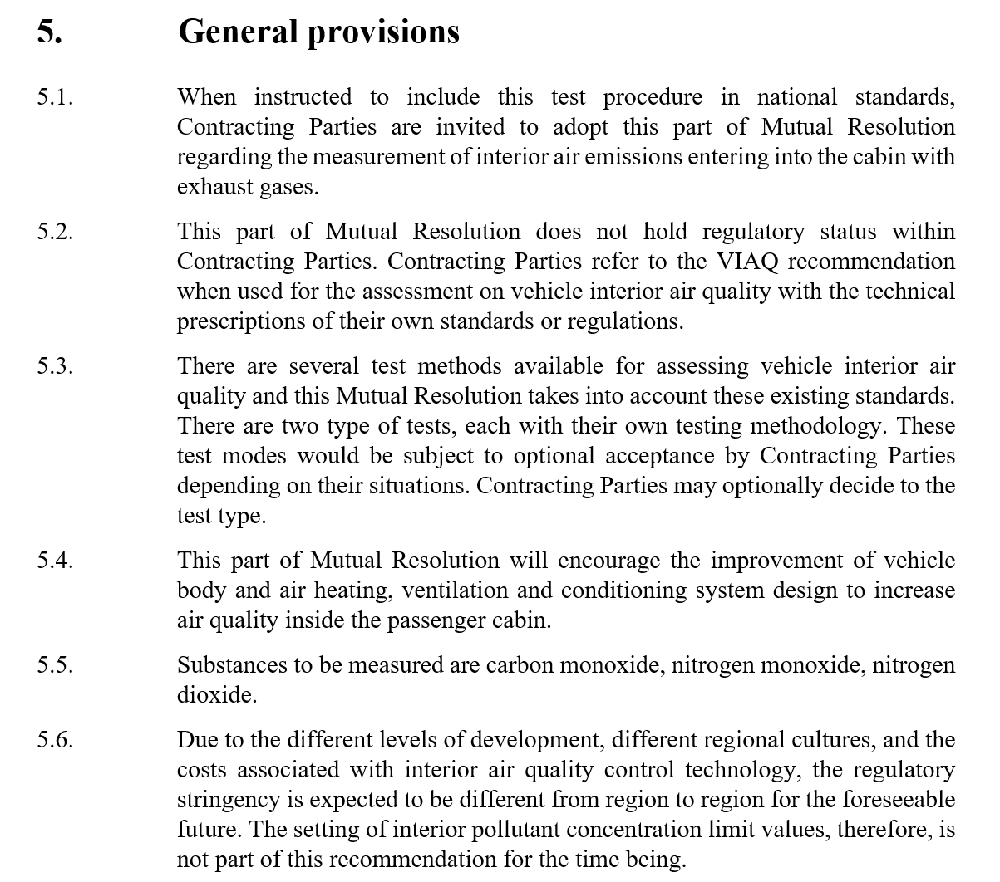 5. General provisions
5.1. When instructed to include this test procedure in national standards,
Contracting Parties are invited to adopt this part of Mutual Resolution
regarding the measurement of interior air emissions entering into the cabin with
exhaust gases.
5.2. This part of Mutual Resolution does not hold regulatory status within
Contracting Parties. Contracting Parties refer to the VIAQ recommendation
when used for the assessment on vehicle interior air quality with the technical
prescriptions of their own standards or regulations.
5.3. There are several test methods available for assessing vehicle interior air
quality and this Mutual Resolution takes into account these existing standards.
There are two type of tests, each with their own testing methodology. These
test modes would be subject to optional acceptance by Contracting Parties
depending on their situations. Contracting Parties may optionally decide to the
test type.
5.4. This part of Mutual Resolution will encourage the improvement of vehicle
body and air heating, ventilation and conditioning system design to increase
air quality inside the passenger cabin.
5.5. Substances to be measured are carbon monoxide, nitrogen monoxide, nitrogen
dioxide.
5.6. Due to the different levels of development, different regional cultures, and the
costs associated with interior air quality control technology, the regulatory
stringency is expected to be different from region to region for the foreseeable
future. The setting of interior pollutant concentration limit values, therefore, is
not part of this recommendation for the time being.